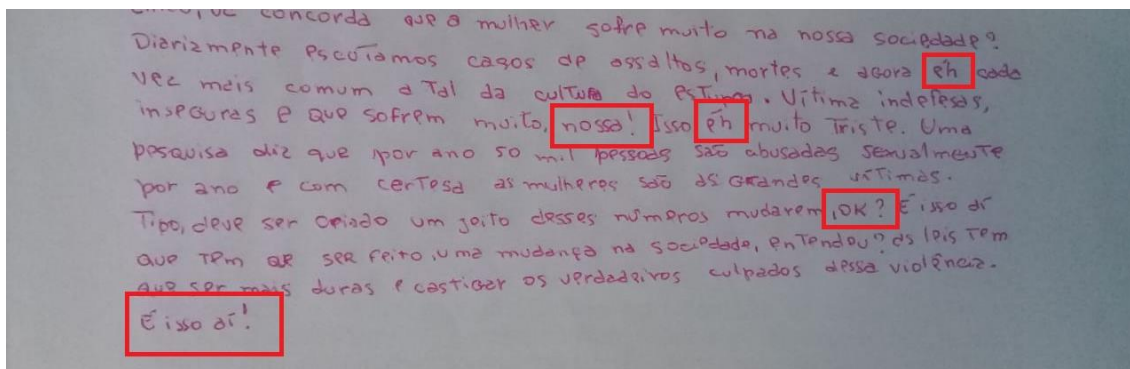 concorda que a mulher sofre muito na nossa sociedade?
Diariamente escutamos casos de assaltos, mortes e agora eh cada
vez mais comum a tal da cultura do estupro. Vítima indefesas,
inseguras e que sofrem muito, nossa! Isso eh muito triste. Uma
pesquisa diz que por ano 50 mil pessoas são abusadas sexualmente
por ano e com certesa as mulheres são as grandes vítimas.
Tipo, deve ser criado um jeito desses números mudarem, OK? É isso aí
que tem que ser feito, uma mudança na sociedade, entendeu? as leis tem
que ser mais duras e castigar os verdadeiros culpados dessa violência.
É isso aí!